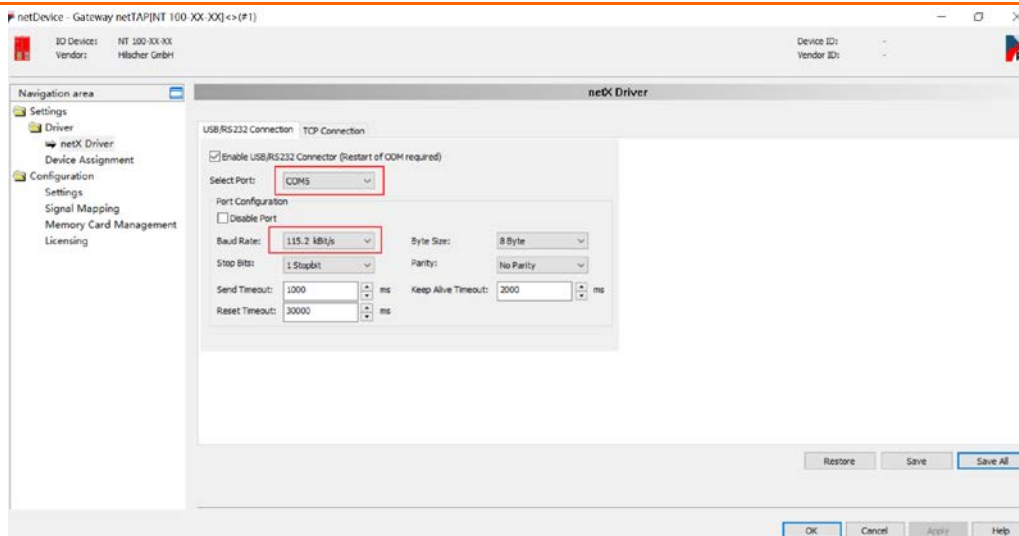 netDevice - Gateway netTAP[NT 100-XX-XX]<>(#1)
IO Device: NT 100-XX-XX
Vendor: Hilscher GmbH
Device ID: -
Vendor ID: -
Navigation area
netX Driver
Settings
Driver
netX Driver
Device Assignment
Configuration
Settings
Signal Mapping
Memory Card Management
Licensing
USB/RS232 Connection TCP Connection
Enable USB/RS232 Connector (Restart of ODM required)
Select Port: COM5
Port Configuration
Disable Port
Baud Rate: 115.2 kBit/s Byte Size: 8 Byte
Stop Bits: 1 Stopbit Parity: No Parity
Send Timeout: 1000 ms Keep Alive Timeout: 2000 ms
Reset Timeout: 30000 ms
Restore Save Save All
OK Cancel Apply Help